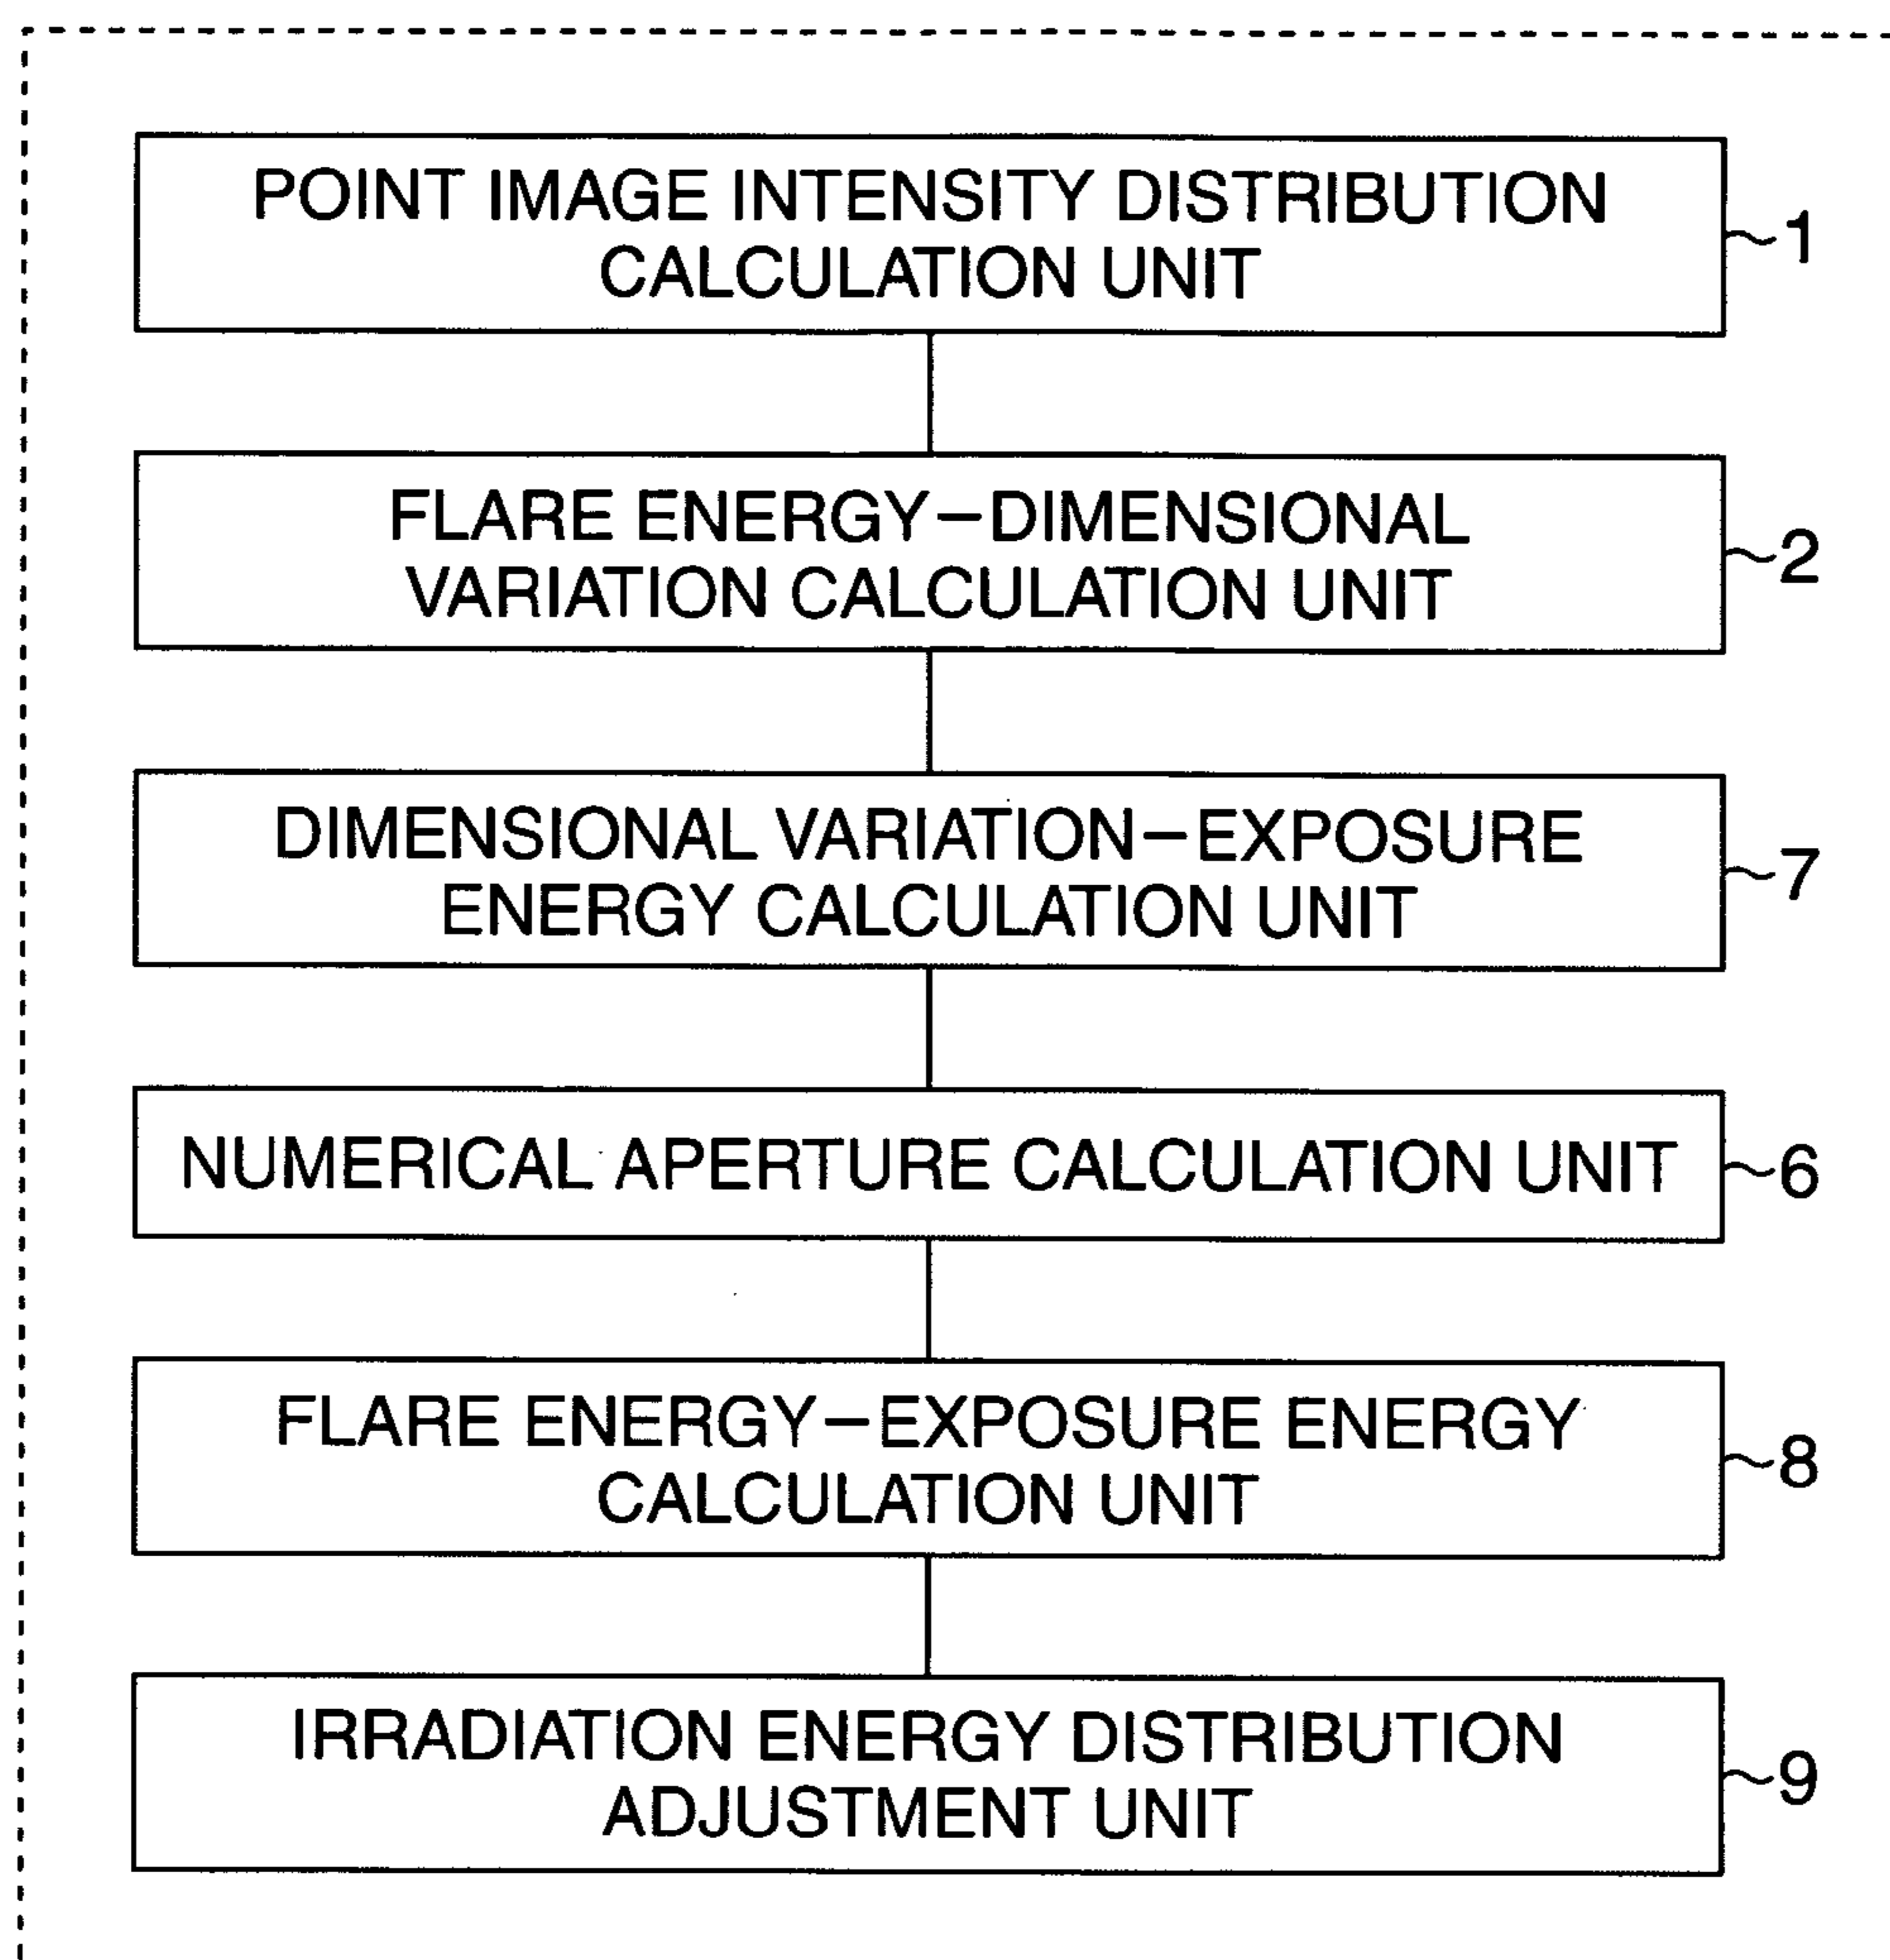 POINT IMAGE INTENSITY DISTRIBUTION
CALCULATION UNIT
1
FLARE ENERGY—DIMENSIONAL
VARIATION CALCULATION UNIT
2
DIMENSIONAL VARIATION—EXPOSURE
ENERGY CALCULATION UNIT
7
NUMERICAL APERTURE CALCULATION UNIT
6
FLARE ENERGY—EXPOSURE ENERGY
CALCULATION UNIT
8
IRRADIATION ENERGY DISTRIBUTION
ADJUSTMENT UNIT
9